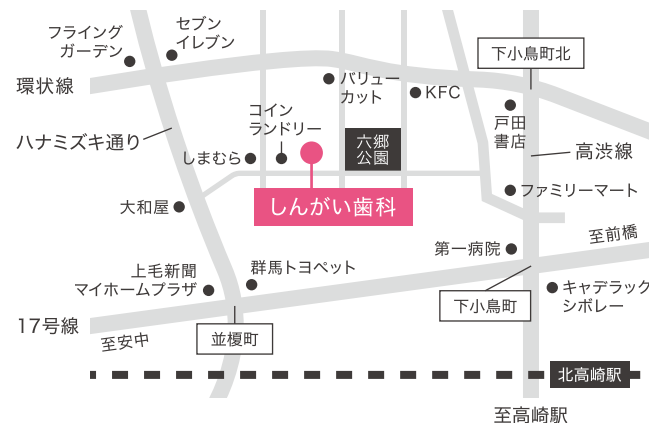 フライング
ガーデン
セブン
イレブン
下小鳥町北
環状線
バリュー
カット
KFC
コイン
ランドリー
戸田
書店
ハナミズキ通り
六郷
公園
高渋線
しまむら
ファミリーマート
大和屋
しんがい歯科
至前橋
第一病院
上毛新聞
マイホームプラザ
群馬トヨペット
キャデラック
シボレー
下小鳥町
17号線
至安中
並榎町
北高崎駅
至高崎駅